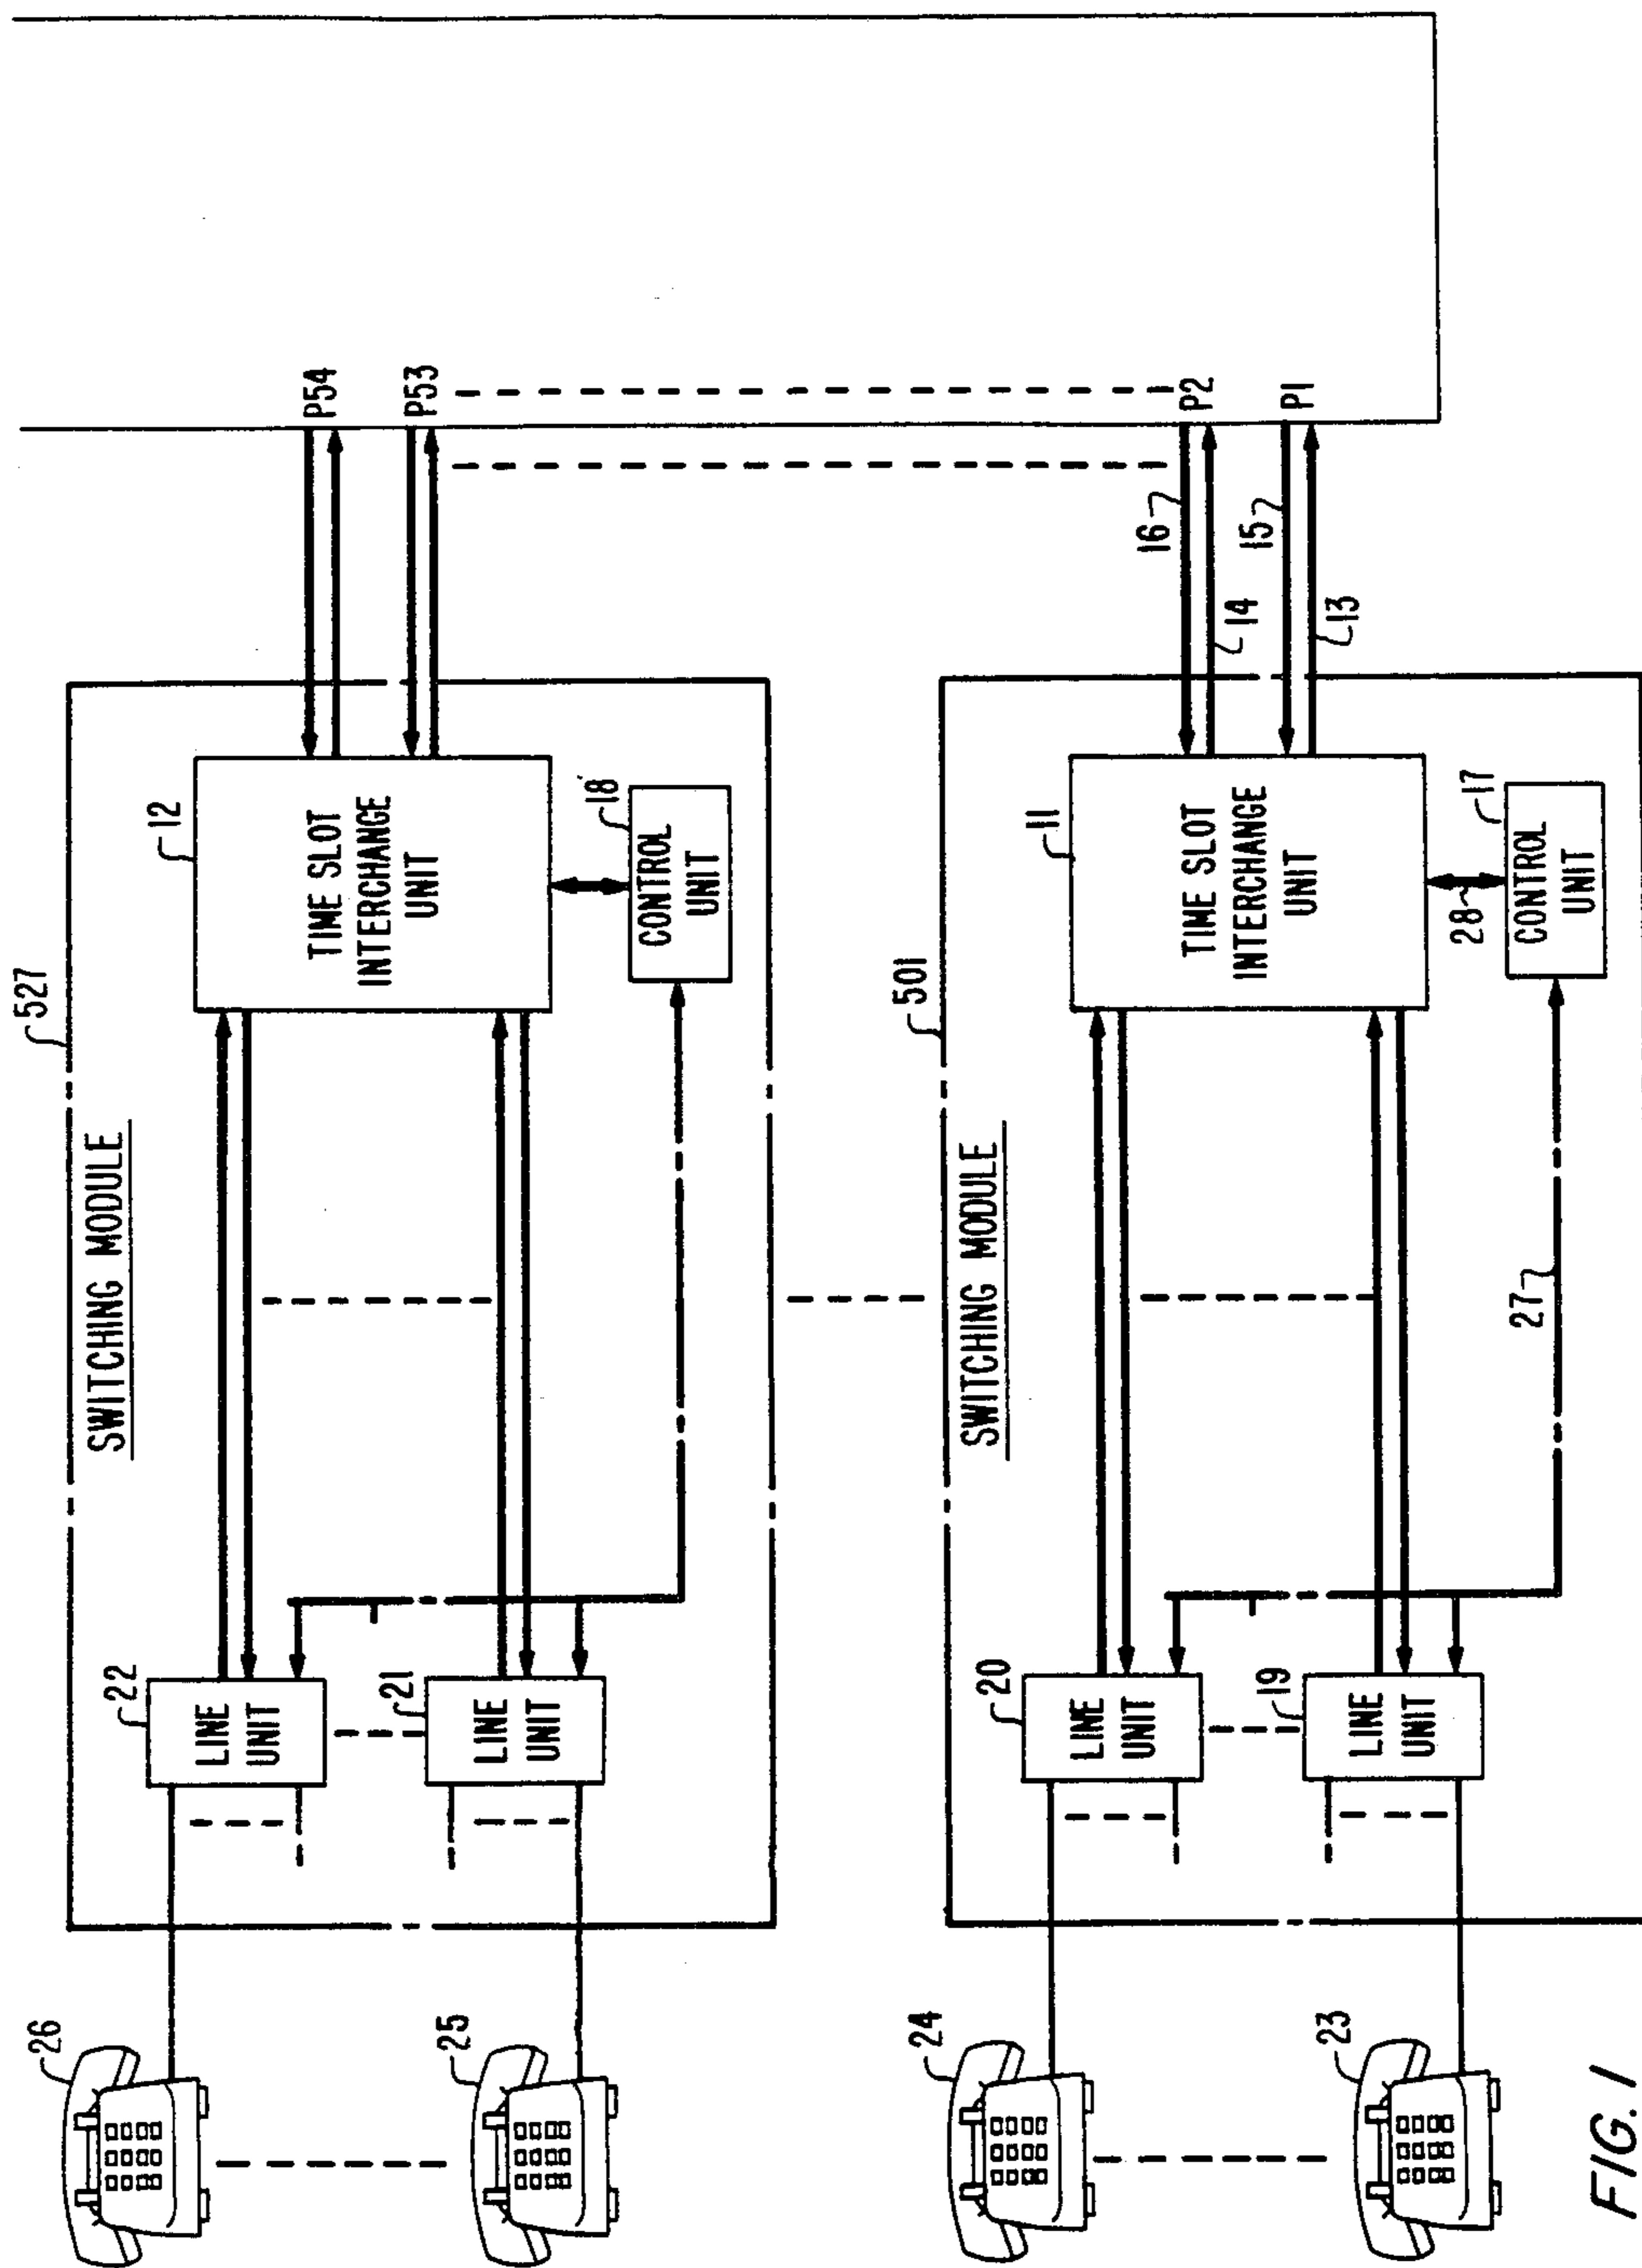 26
25
24
23
22
LINE
UNIT
21
LINE
UNIT
20
LINE
UNIT
19
LINE
UNIT
527
SWITCHING MODULE
501
SWITCHING MODULE
27
12
TIME SLOT
INTERCHANGE
UNIT
18
CONTROL
UNIT
11
TIME SLOT
INTERCHANGE
UNIT
28
17
CONTROL
UNIT
16
14
15
13
P54
P53
P2
P1
FIG. 1